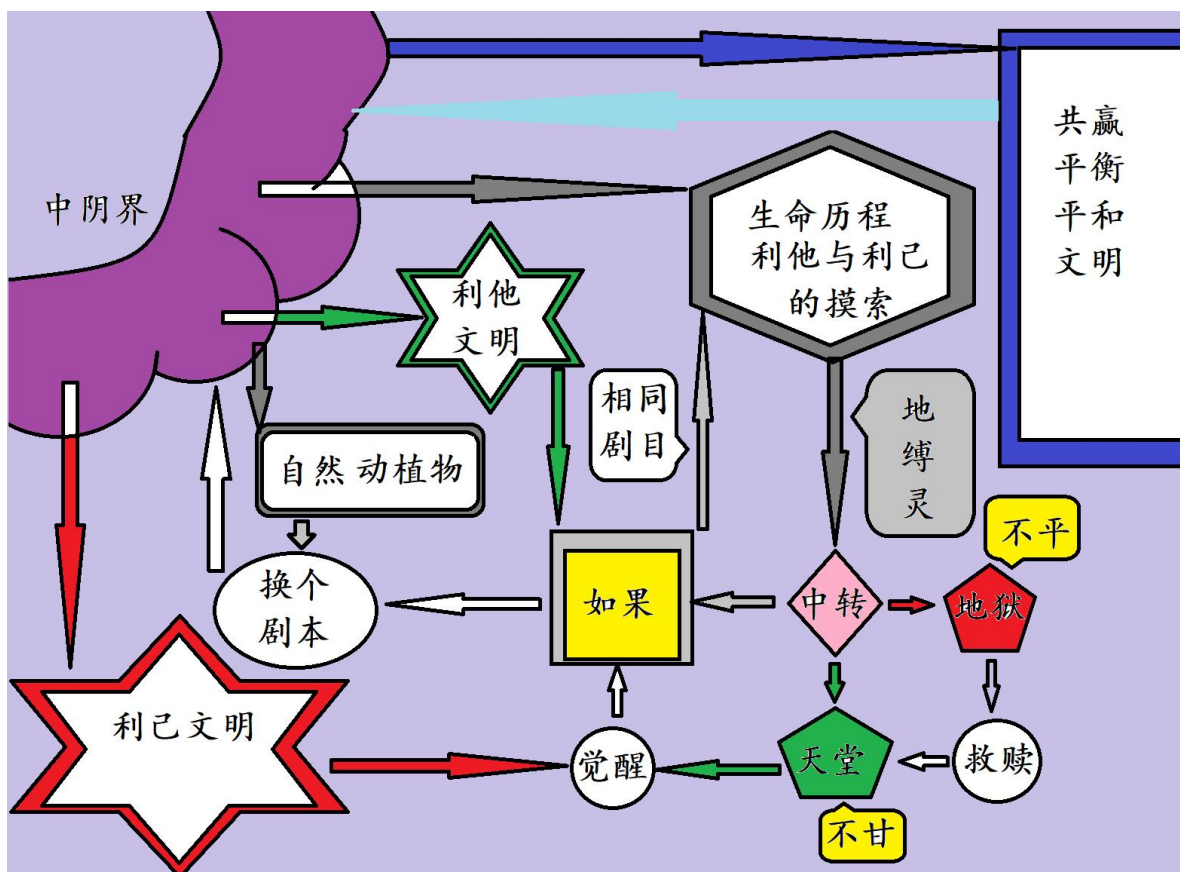 中阴界
共赢
平衡
平和
文明
生命历程
利他与利己
的摸索
利他
文明
相同
剧目
地
缚
灵
自然 动植物
不平
换个
剧本
如果
中转
地狱
利己文明
觉醒
天堂
救赎
不甘